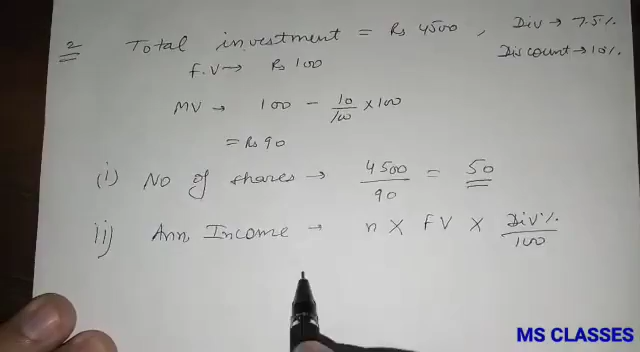 2 Total investment = Rs 4500, Div → 7.5%
F.V → Rs 100 Discount → 10%
MV → 100 - 10/100 × 100
= Rs 90
(i) No of shares → 4500/90 = 50
ii) Ann Income → n × FV × Div%/100
MS CLASSES